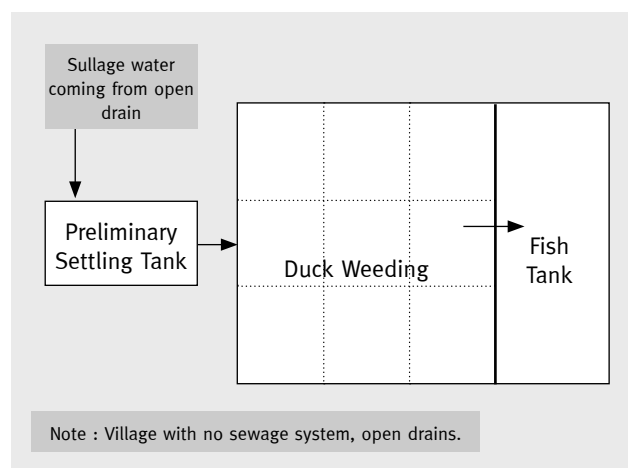 Sullage water
coming from open
drain
Preliminary
Settling Tank
Duck Weeding
Fish
Tank
Note : Village with no sewage system, open drains.